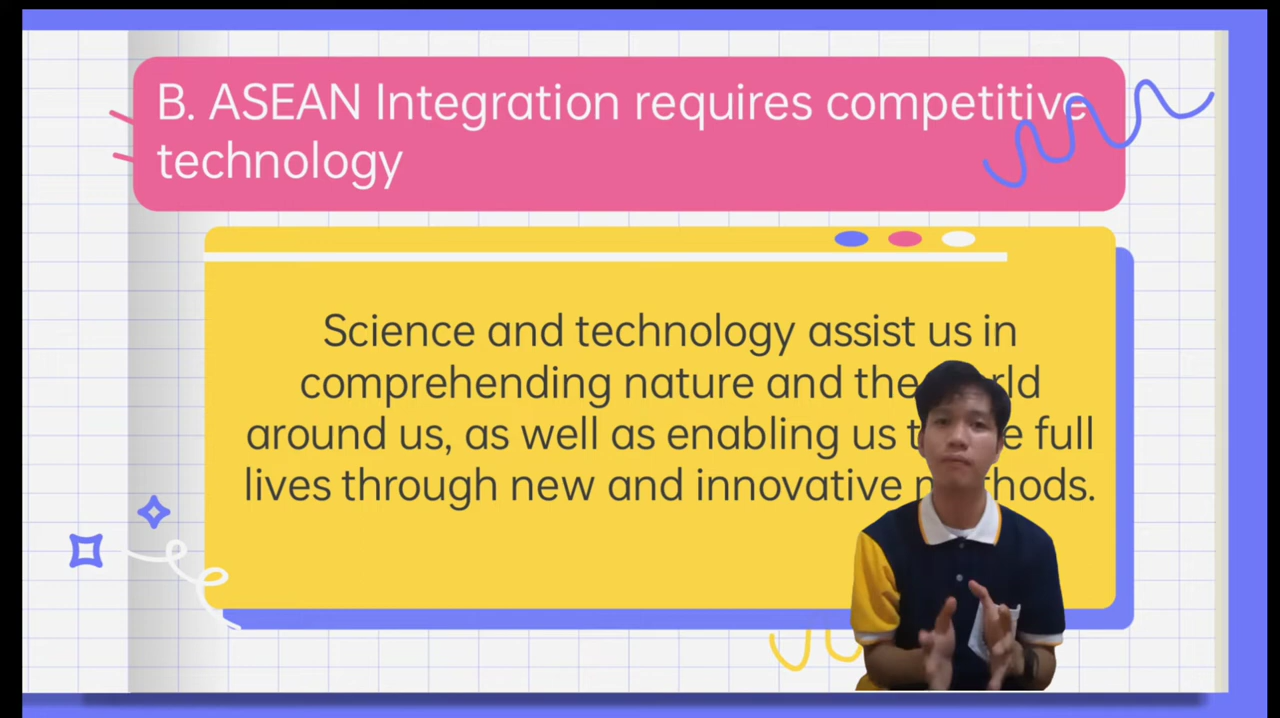 B. ASEAN Integration requires competitive
technology
Science and technology assist us in
comprehending nature and the
around us, as well as enabling us full
lives through new and innovative